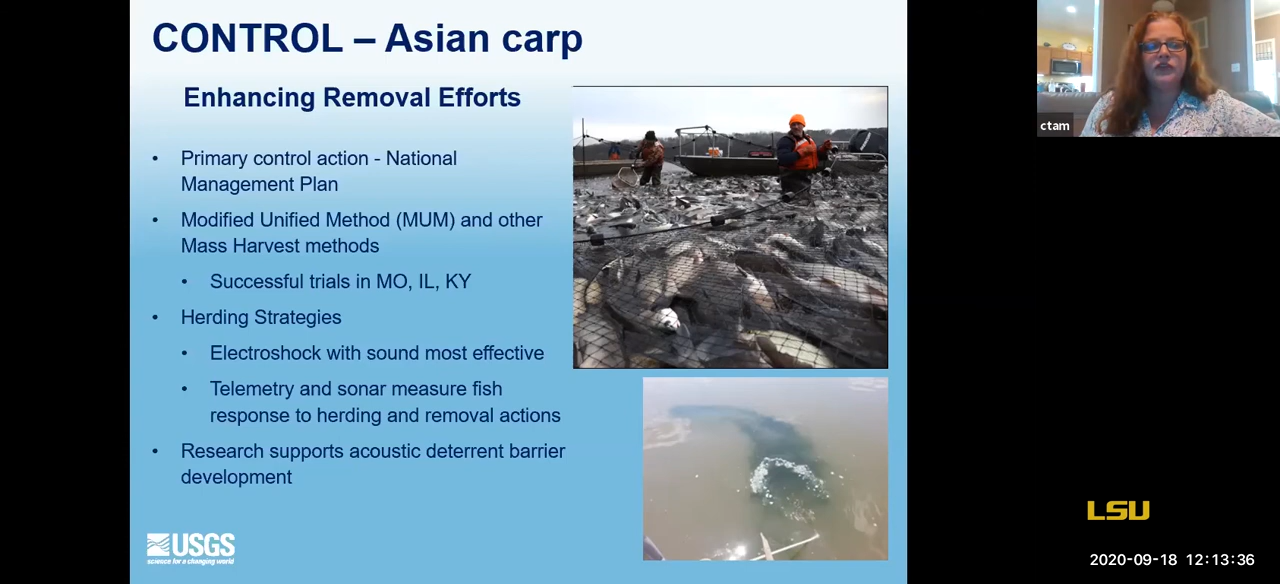 CONTROL – Asian carp
Enhancing Removal Efforts
• Primary control action - National
Management Plan
• Modified Unified Method (MUM) and other
Mass Harvest methods
• Successful trials in MO, IL, KY
• Herding Strategies
• Electroshock with sound most effective
• Telemetry and sonar measure fish
response to herding and removal actions
• Research supports acoustic deterrent barrier
development
USGS
science for a changing world
ctam
LSU
2020-09-18 12:13:36